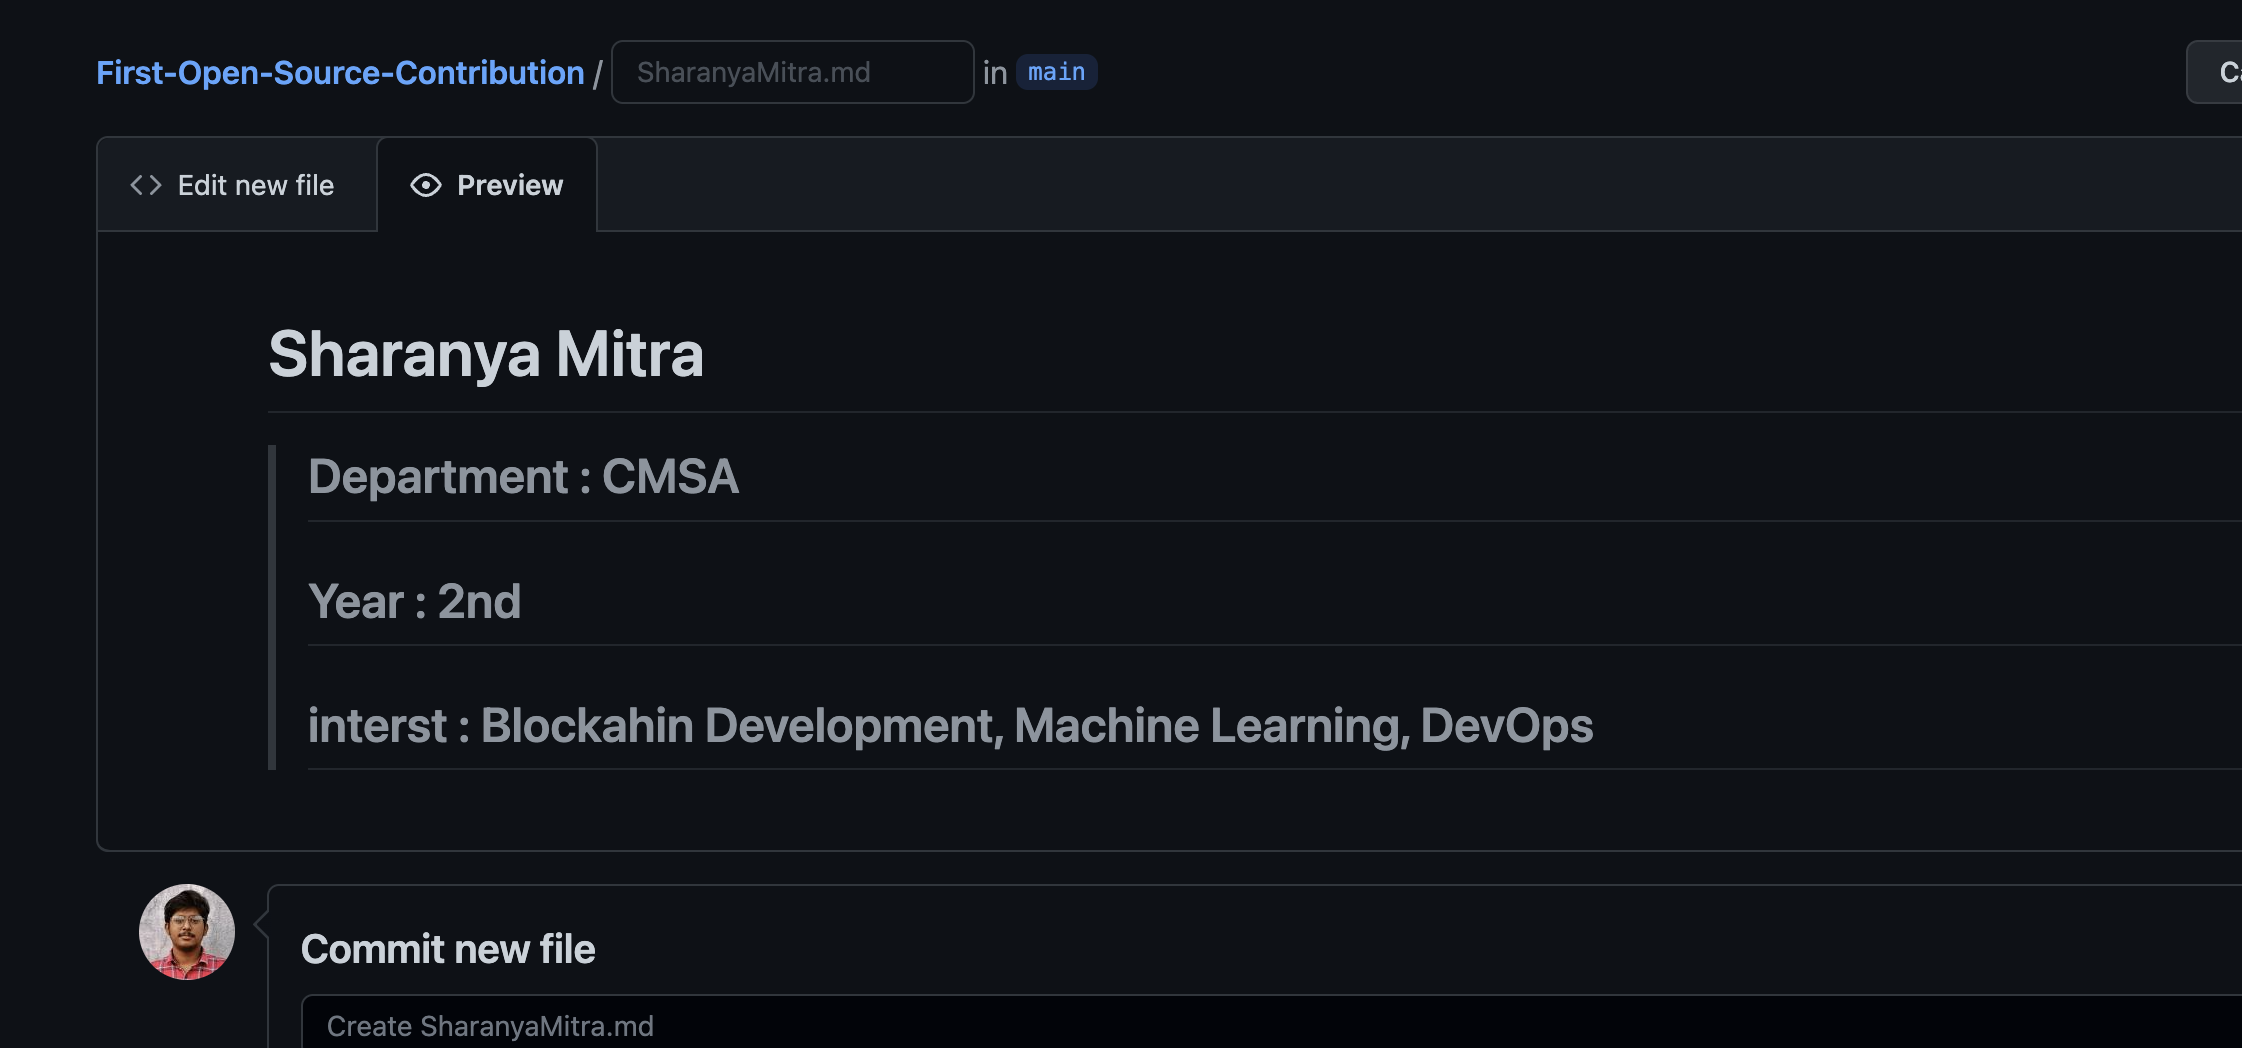 First-Open-Source-Contribution / SharanyaMitra.md in main
Edit new file Preview
Sharanya Mitra
Department : CMSA
Year : 2nd
interst : Blockahin Development, Machine Learning, DevOps
Commit new file
Create SharanyaMitra.md